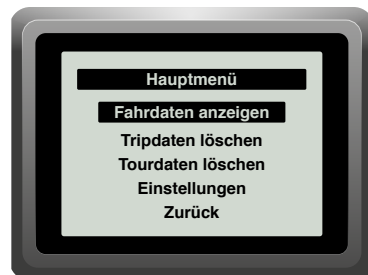 Hauptmenü
Fahrdaten anzeigen
Tripdaten löschen
Tourdaten löschen
Einstellungen
Zurück